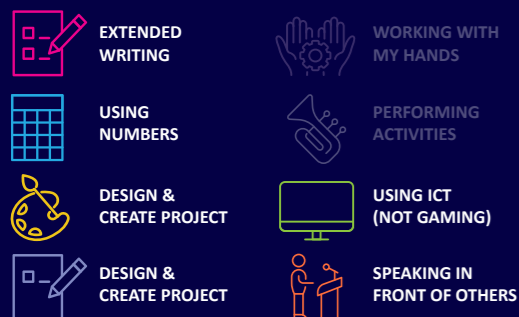 EXTENDED
WRITING
WORKING WITH
MY HANDS
USING
NUMBERS
PERFORMING
ACTIVITIES
DESIGN &
CREATE PROJECT
USING ICT
(NOT GAMING)
DESIGN &
CREATE PROJECT
SPEAKING IN
FRONT OF OTHERS